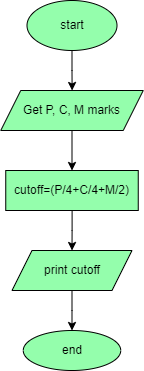 start
Get P, C, M marks
cutoff=(P/4+C/4+M/2)
print cutoff
end